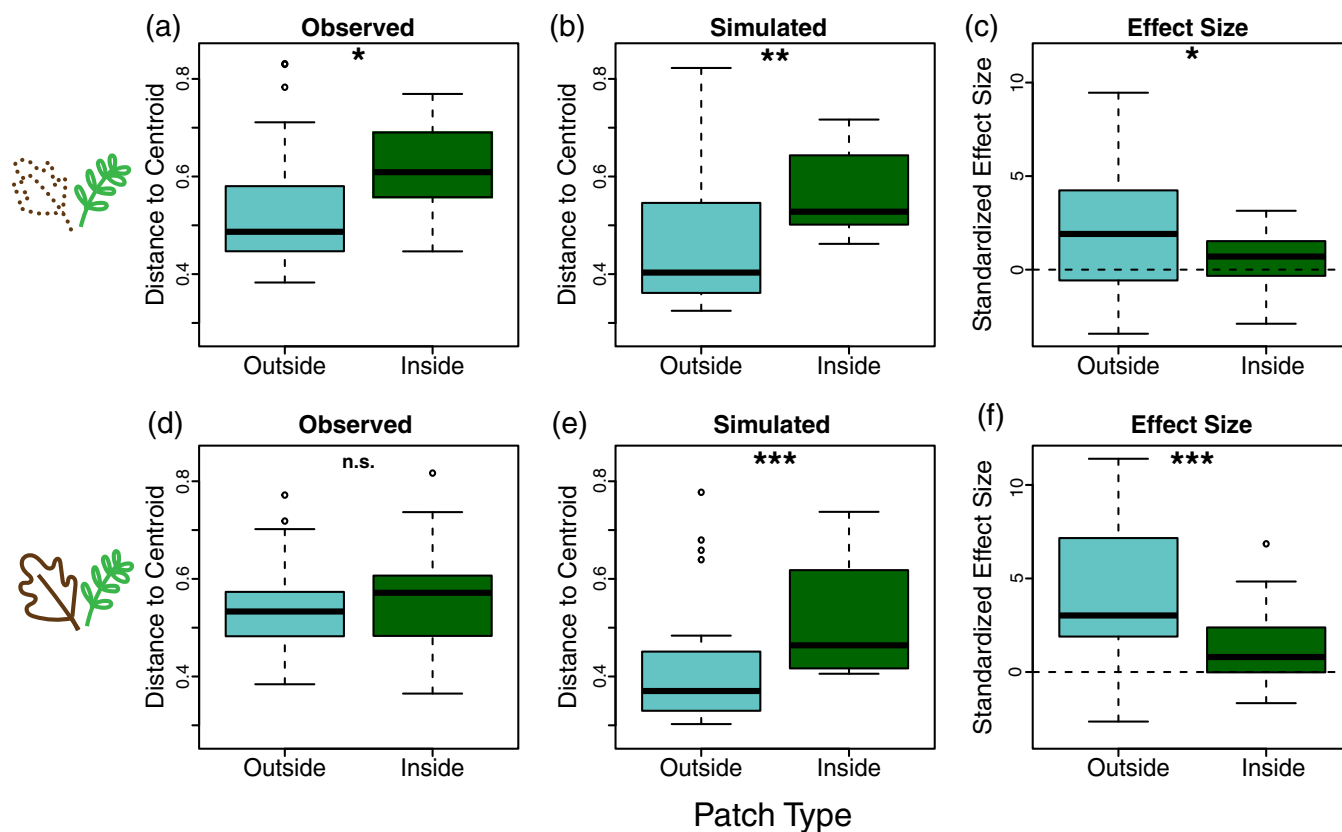 (a) Observed
(b) Simulated
(c) Effect Size
*
**
*
Distance to Centroid
0.4 0.6 0.8
Distance to Centroid
0.4 0.6 0.8
Standardized Effect Size
0 5 10
Outside Inside
Outside Inside
Outside Inside
(d) Observed
(e) Simulated
(f) Effect Size
n.s.
***
***
Distance to Centroid
0.4 0.6 0.8
Distance to Centroid
0.4 0.6 0.8
Standardized Effect Size
0 5 10
Outside Inside
Outside Inside
Outside Inside
Patch Type